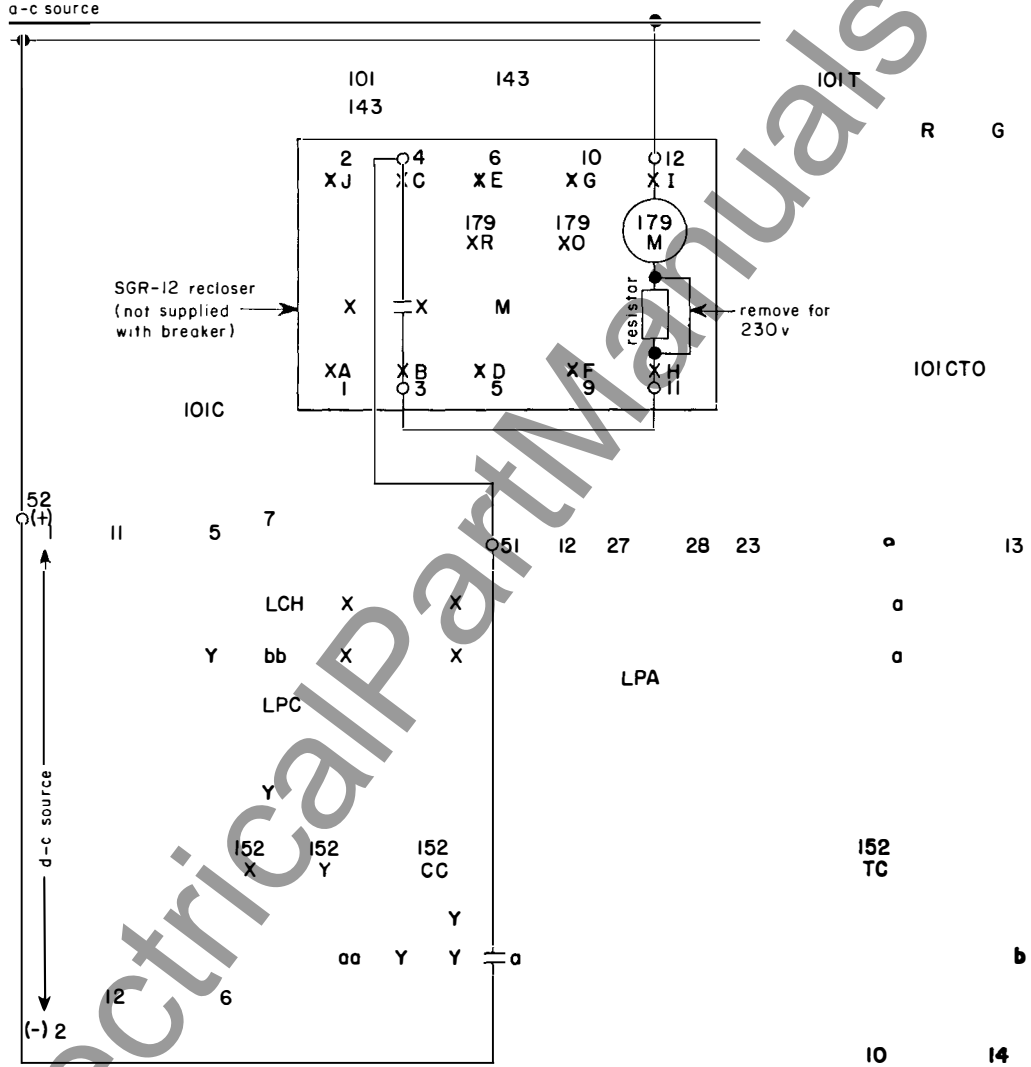 a-c source
101 143 101T
143
R G
2 4 6 10 12
XJ XC XE XG XI
179 179 179
XR XO M
SGR-12 recloser
(not supplied
with breaker)
X X M
resistar
remove for
230v
XA XB XD XF XH
1 3 5 9 11
101CTO
101C
52
(+)
1 11 5 7
51 12 27 28 23 a 13
LCH X X a
Y bb X X a
LPA
LPC
d-c source
Y
152 152 152 152
X Y CC TC
Y
aa Y Y a b
12 6
(-) 2
10 14
ctricalPartManuals